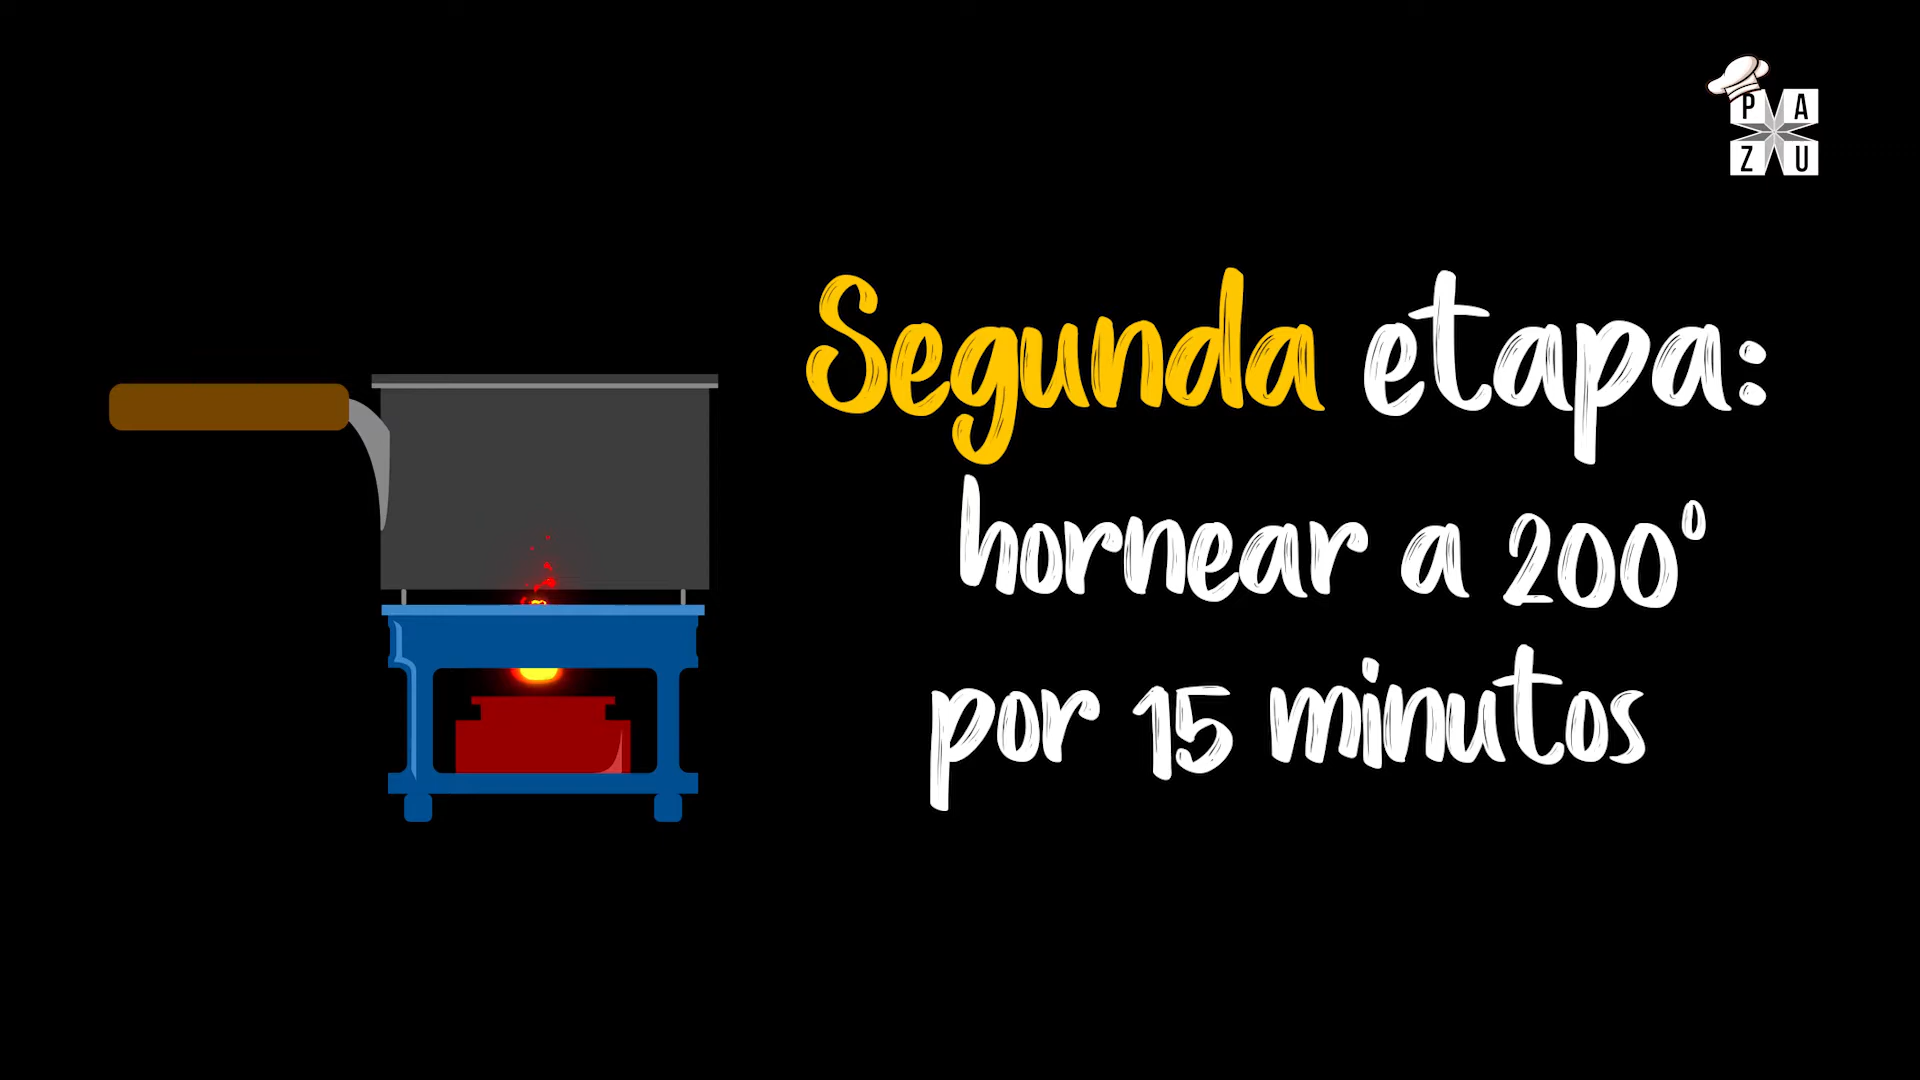 P A
Z U
Segunda etapa:
hornear a 200°
por 15 minutos